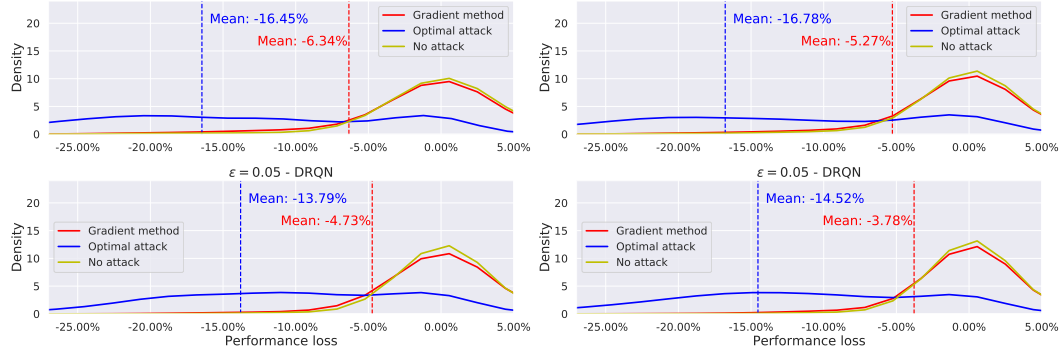 Mean: -16.45%
Mean: -6.34%
Gradient method
Optimal attack
No attack
Density
20
15
10
5
0
-25.00% -20.00% -15.00% -10.00% -5.00% 0.00% 5.00%
Mean: -16.78%
Mean: -5.27%
Gradient method
Optimal attack
No attack
Density
20
15
10
5
0
-25.00% -20.00% -15.00% -10.00% -5.00% 0.00% 5.00%
ε = 0.05 - DRQN
Mean: -13.79%
Mean: -4.73%
Gradient method
Optimal attack
No attack
Density
20
15
10
5
0
-25.00% -20.00% -15.00% -10.00% -5.00% 0.00% 5.00%
Performance loss
ε = 0.05 - DRQN
Mean: -14.52%
Mean: -3.78%
Gradient method
Optimal attack
No attack
Density
20
15
10
5
0
-25.00% -20.00% -15.00% -10.00% -5.00% 0.00% 5.00%
Performance loss